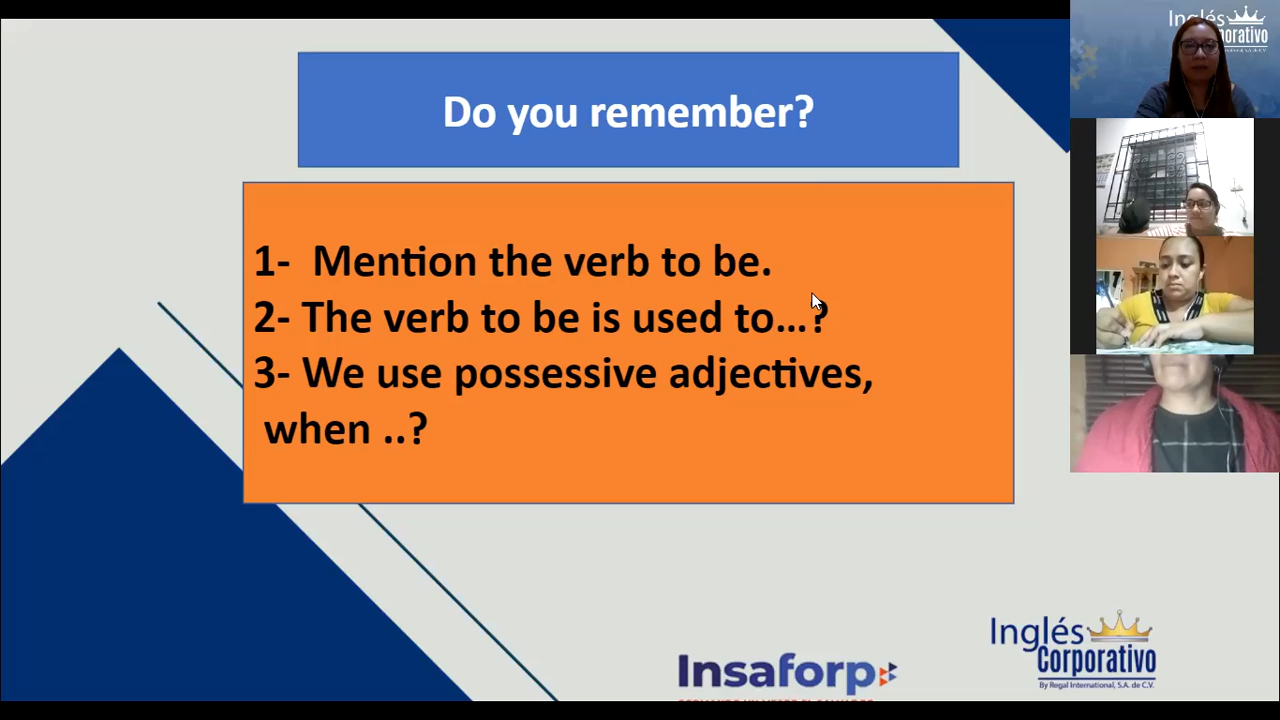 Do you remember?
1- Mention the verb to be.
2- The verb to be is used to...?
3- We use possessive adjectives,
when ..?
Inglés
Insaforp
Inglés
Corporativo
By Regal International, S.A. de C.V.